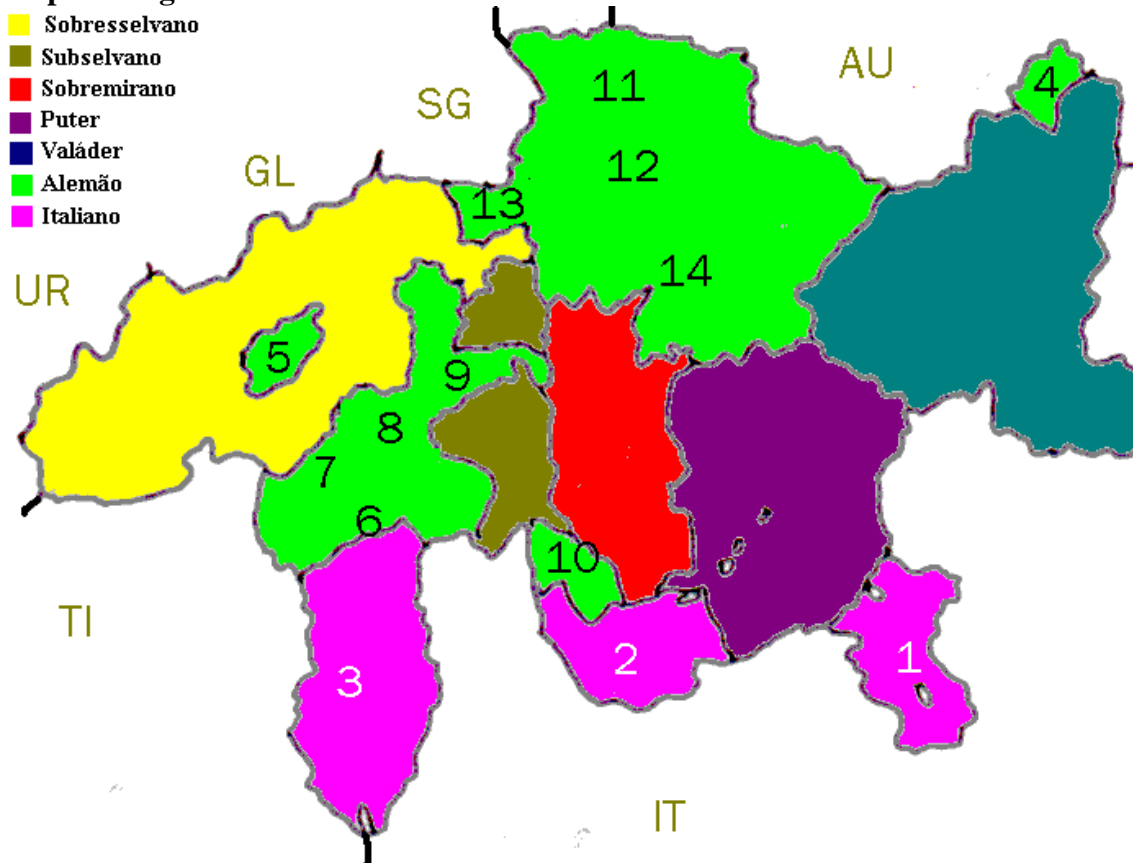 Sobresselvano
Subselvano
Sobremirano
Puter
Valáder
Alemão
Italiano
AU
SG
GL
UR
TI
IT
11
4
12
13
14
5
9
8
7
6
10
3
2
1